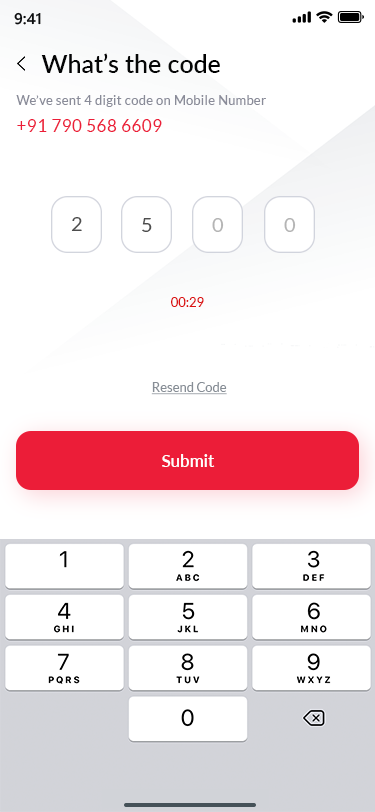 9:41
What's the code
We've sent 4 digit code on Mobile Number
+91 790 568 6609
2 5 0 0
00:29
Resend Code
Submit
1 2 3
ABC DEF
4 5 6
GHI JKL MNO
7 8 9
PQRS TUV WXYZ
0